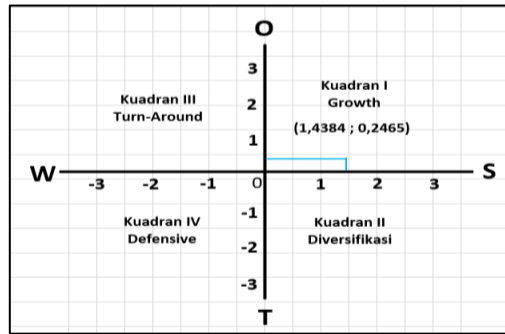 O
3
Kuadran III
Turn-Around
2
Kuadran I
Growth
1
(1,4384 ; 0,2465)
W
-3 -2 -1 0 1 2 3
S
Kuadran IV
Defensive
-1
Kuadran II
Diversifikasi
-2
-3
T